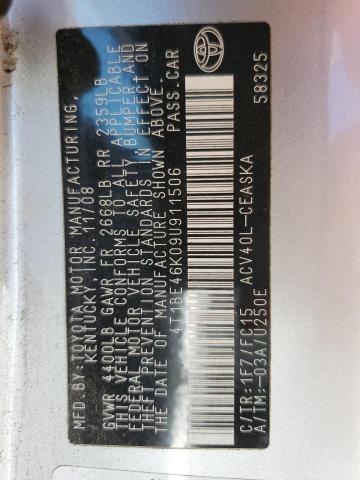 MFD.BY:TOYOTA MOTOR MANUFACTURING,
KENTUCKY, INC. 11/08
GVWR 4400LB GAWR FR 2668LB RR 2359LB
THIS VEHICLE CONFORMS TO ALL APPLICABLE
FEDERAL MOTOR VEHICLE SAFETY, BUMPER, AND
THEFT PREVENTION STANDARDS IN EFFECT ON
THE DATE OF MANUFACTURE SHOWN ABOVE.
4T1BE46K09U911506 PASS.CAR
C/TR:1F7/FC15 ACV40L-CEASKA
A/TM:-03A/U250E 58325